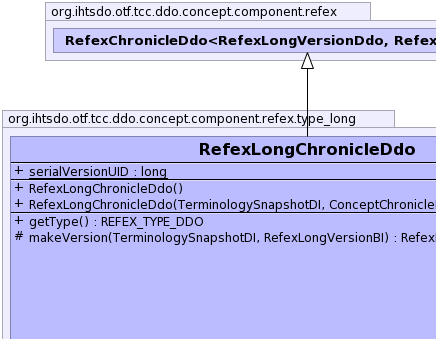 org.ihtsdo.otf.tcc.ddo.concept.component.refex
RefexChronicleDdo<RefexLongVersionDdo, Refex
org.ihtsdo.otf.tcc.ddo.concept.component.refex.type_long
RefexLongChronicleDdo
+ serialVersionUID : long
+ RefexLongChronicleDdo()
+ RefexLongChronicleDdo(TerminologySnapshotDI, ConceptChronicle
+ getType() : REFEX_TYPE_DDO
# makeVersion(TerminologySnapshotDI, RefexLongVersionBI) : Refex